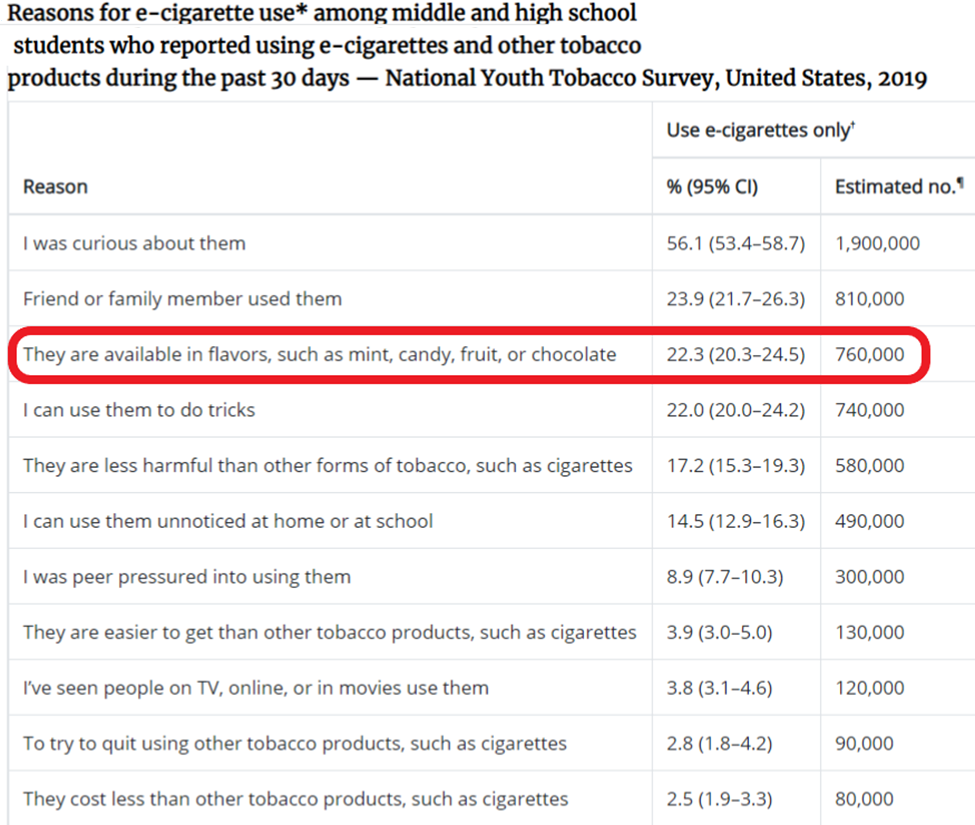 Reasons for e-cigarette use* among middle and high school
students who reported using e-cigarettes and other tobacco
products during the past 30 days — National Youth Tobacco Survey, United States, 2019
Use e-cigarettes only†
Reason % (95% CI) Estimated no.¶
I was curious about them 56.1 (53.4–58.7) 1,900,000
Friend or family member used them 23.9 (21.7–26.3) 810,000
They are available in flavors, such as mint, candy, fruit, or chocolate 22.3 (20.3–24.5) 760,000
I can use them to do tricks 22.0 (20.0–24.2) 740,000
They are less harmful than other forms of tobacco, such as cigarettes 17.2 (15.3–19.3) 580,000
I can use them unnoticed at home or at school 14.5 (12.9–16.3) 490,000
I was peer pressured into using them 8.9 (7.7–10.3) 300,000
They are easier to get than other tobacco products, such as cigarettes 3.9 (3.0–5.0) 130,000
I’ve seen people on TV, online, or in movies use them 3.8 (3.1–4.6) 120,000
To try to quit using other tobacco products, such as cigarettes 2.8 (1.8–4.2) 90,000
They cost less than other tobacco products, such as cigarettes 2.5 (1.9–3.3) 80,000